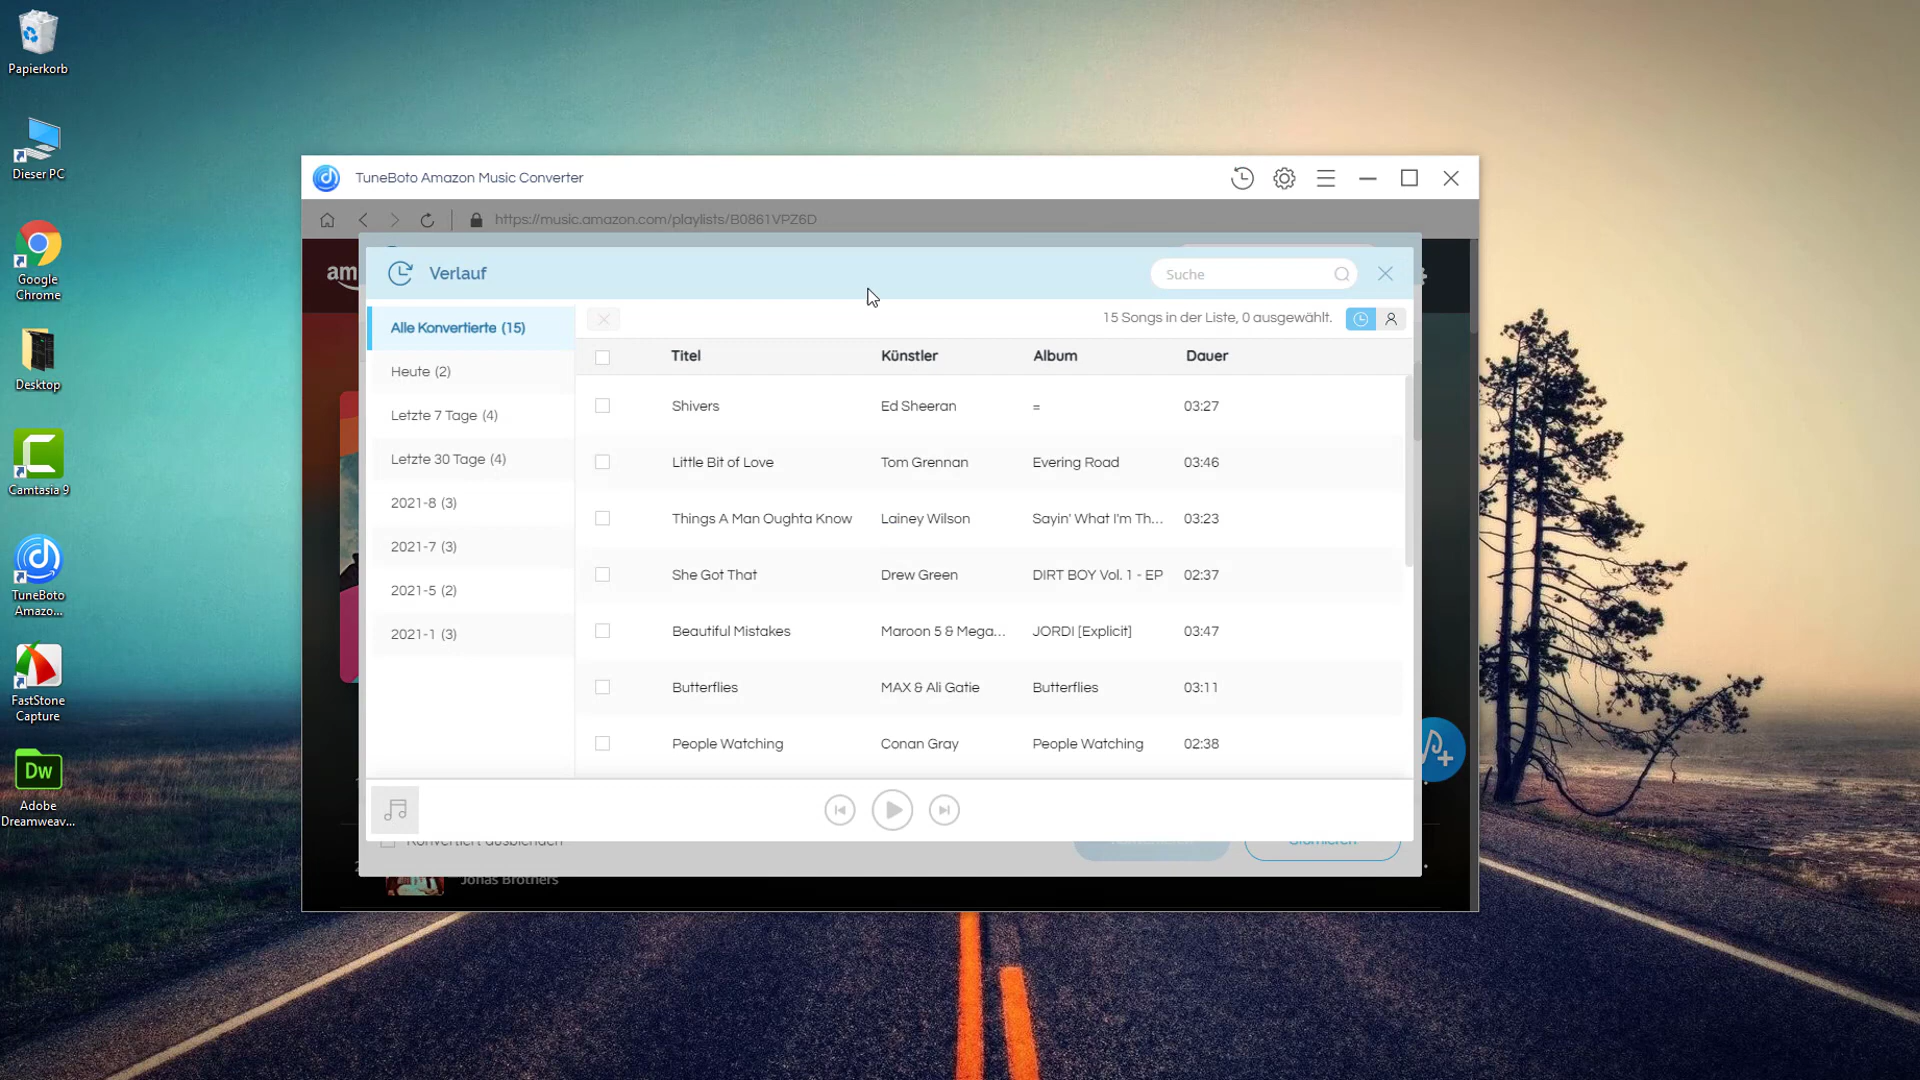 Papierkorb
Dieser PC
Google
Chrome
Desktop
Camtasia 9
TuneBoto
Amazo...
FastStone
Capture
Dw
Adobe
Dreamweav...
TuneBoto Amazon Music Converter
https://music.amazon.com/playlists/B0861VPZ6D
am
Verlauf
Suche
Alle Konvertierte (15)
Heute (2)
Letzte 7 Tage (4)
Letzte 30 Tage (4)
2021-8 (3)
2021-7 (3)
2021-5 (2)
2021-1 (3)
15 Songs in der Liste, 0 ausgewählt.
Titel Künstler Album Dauer
Shivers Ed Sheeran = 03:27
Little Bit of Love Tom Grennan Evering Road 03:46
Things A Man Oughta Know Lainey Wilson Sayin' What I'm Th... 03:23
She Got That Drew Green DIRT BOY Vol. 1 - EP 02:37
Beautiful Mistakes Maroon 5 & Mega... JORDI [Explicit] 03:47
Butterflies MAX & Ali Gatie Butterflies 03:11
People Watching Conan Gray People Watching 02:38
Konvertiert ausblenden
Stornieren
Jonas Brothers